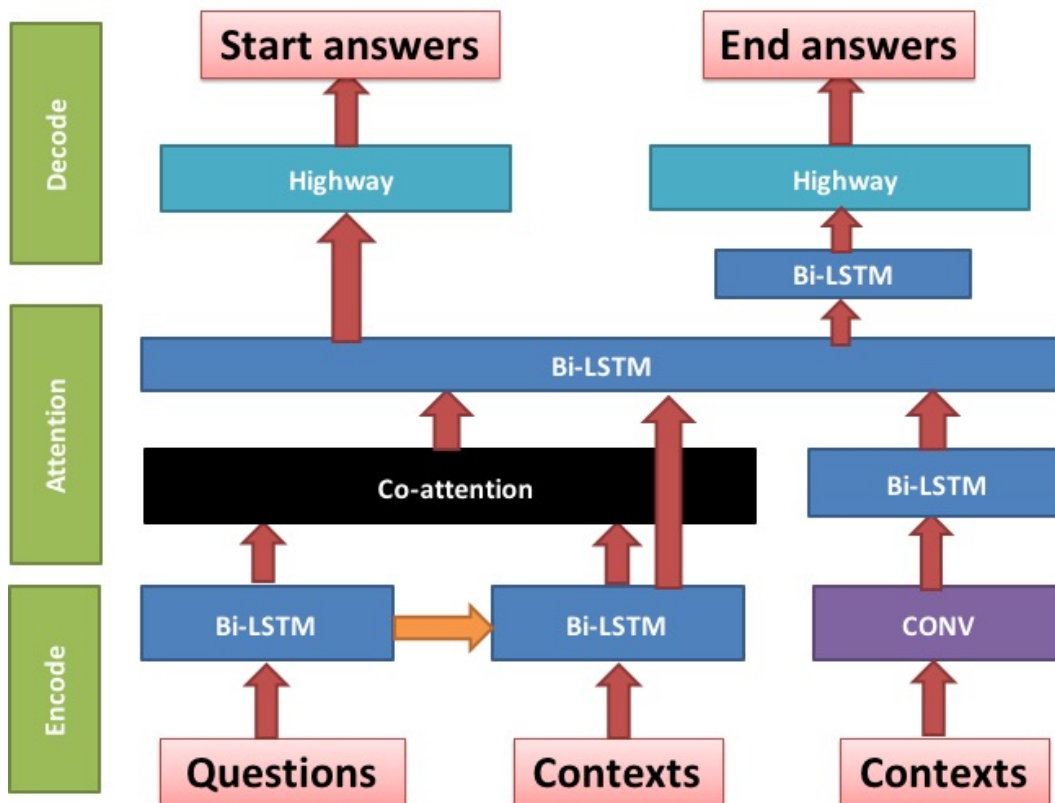 Decode
Start answers
End answers
Highway
Highway
Bi-LSTM
Attention
Bi-LSTM
Co-attention
Bi-LSTM
Encode
Bi-LSTM
Bi-LSTM
CONV
Questions
Contexts
Contexts